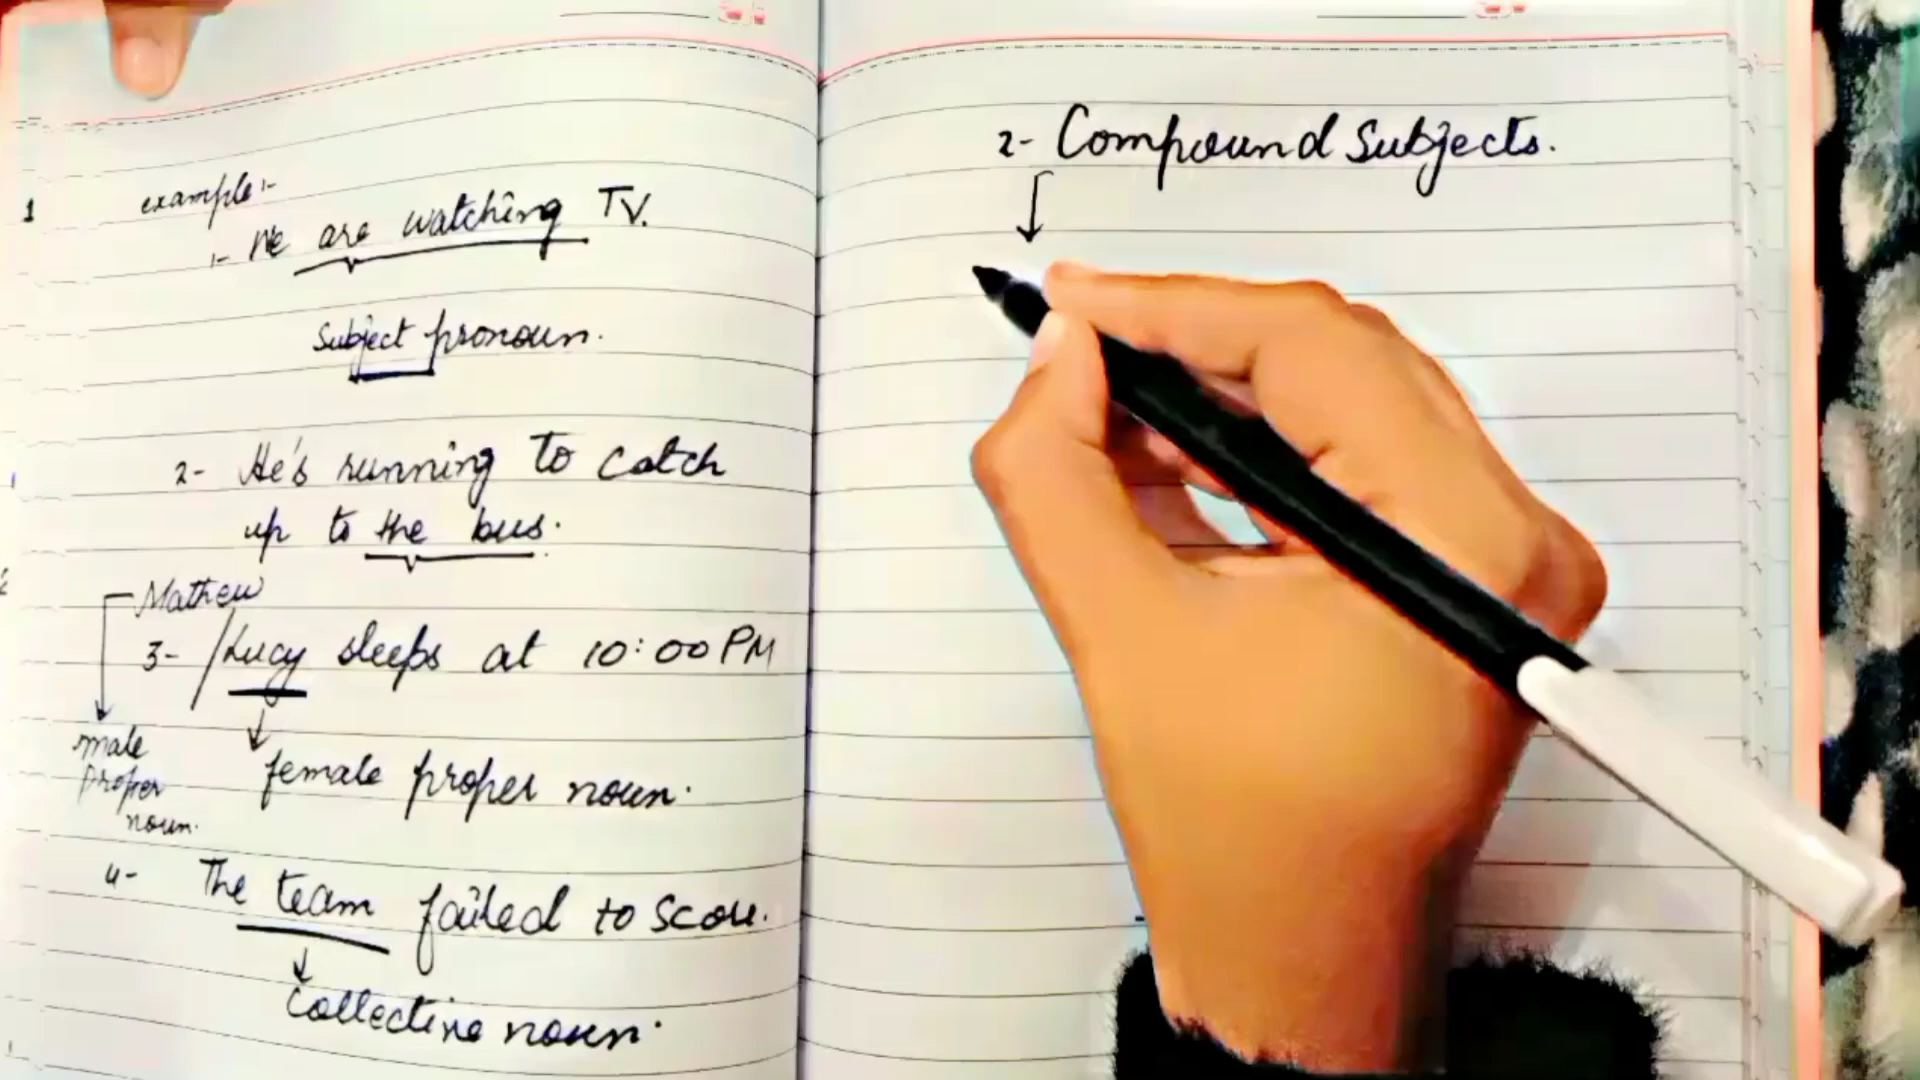 1
example:-
:- We are watching TV.
Subject pronoun.
2- He's running to catch
up to the bus.
Mathew
3- /Lucy sleeps at 10:00 PM
male
proper
noun.
female proper noun.
4- The team failed to score.
Collective noun.
2- Compound Subjects.